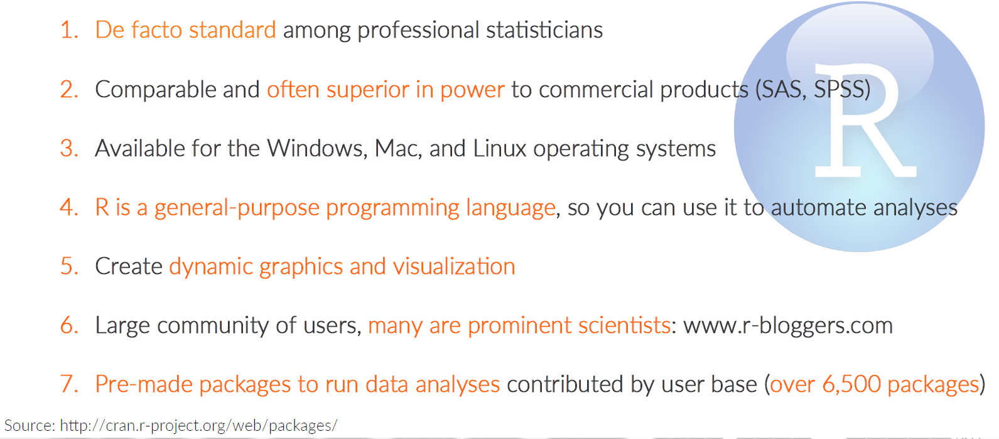 1. De facto standard among professional statisticians
2. Comparable and often superior in power to commercial products (SAS, SPSS)
3. Available for the Windows, Mac, and Linux operating systems
4. R is a general-purpose programming language, so you can use it to automate analyses
5. Create dynamic graphics and visualization
6. Large community of users, many are prominent scientists: www.r-bloggers.com
7. Pre-made packages to run data analyses contributed by user base (over 6,500 packages)
Source: http://cran.r-project.org/web/packages/
R